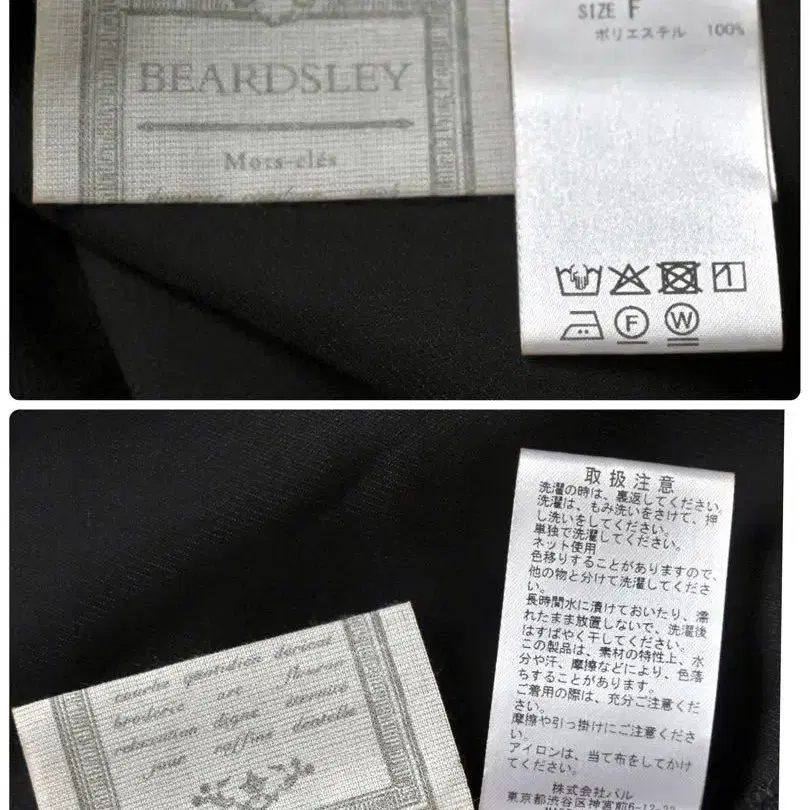 SIZE F
ポリエステル 100%
BEARDSLEY
Mots-clés
F
W
取扱注意
洗濯の時は、裏返してください。
洗濯は、もみ洗いをさけて、押
し洗いをしてください。
単独で洗濯してください。
ネット使用
色移りすることがありますので、
他の物と分けて洗濯してくださ
い。
長時間水に漬けておいたり、濡
れたまま放置しないで、洗濯後
はすばやく干してください。
この製品は、素材の特性上、水
分や汗、摩擦などにより、色落
ちすることがあります。
ご着用の際は、充分ご注意くだ
さい。
摩擦や引っ掛けにご注意くださ
い。
アイロンは、当て布をしてかけ
てください。
株式会社パル
東京都渋谷区神宮前6-12-22
courbe quotidien
broderie art
relaxation digne
jour raffine dentelle